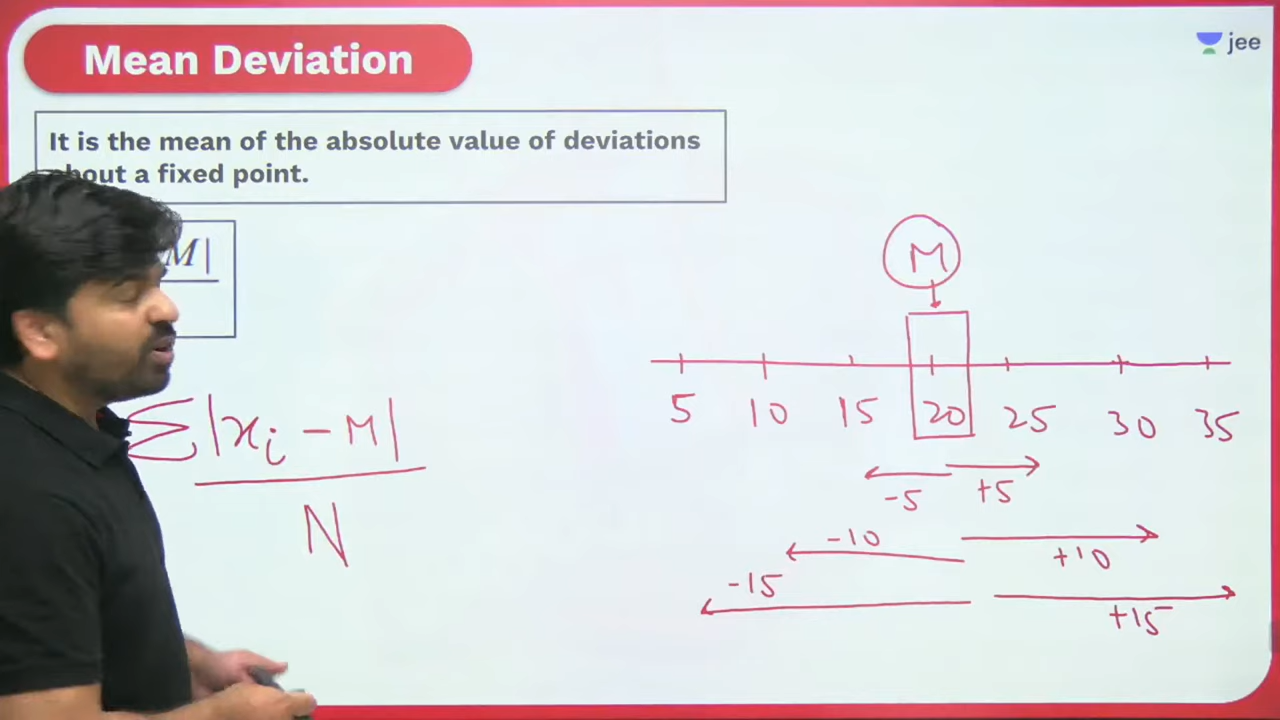 Mean Deviation
jee
It is the mean of the absolute value of deviations
about a fixed point.
M|
M
Σ|xᵢ - M|
N
5 10 15 20 25 30 35
-5 +5
-10 +10
-15 +15